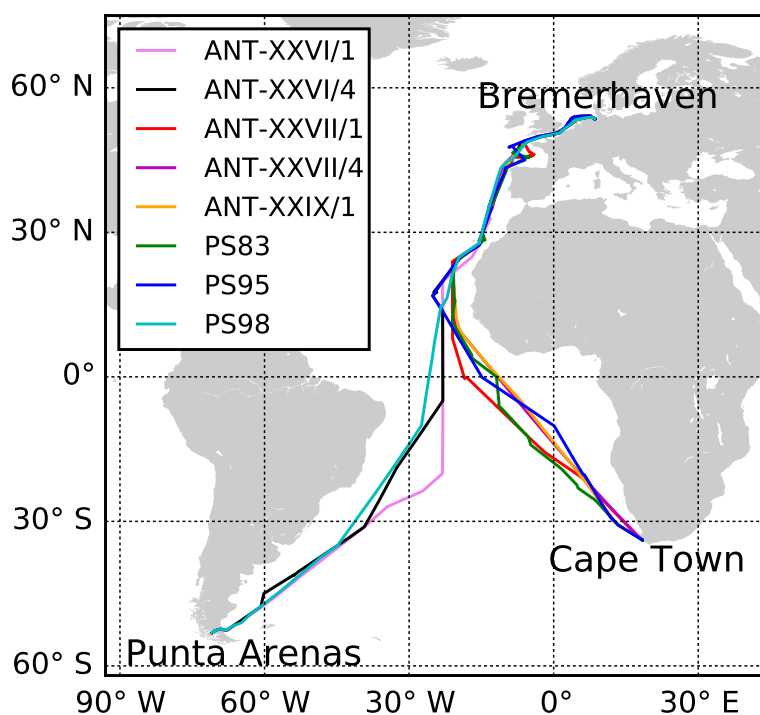 60° N
30° N
0°
30° S
60° S
ANT-XXVI/1
ANT-XXVI/4
ANT-XXVII/1
ANT-XXVII/4
ANT-XXIX/1
PS83
PS95
PS98
Bremerhaven
Cape Town
Punta Arenas
90° W 60° W 30° W 0° 30° E